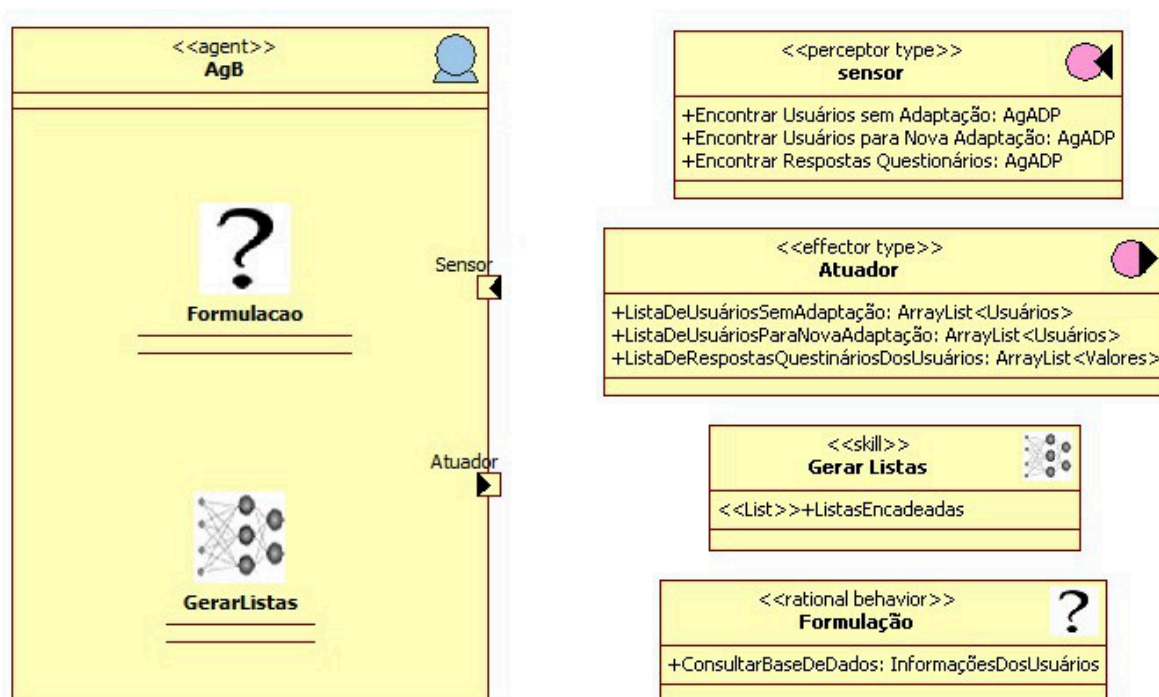 <<agent>>
AgB
Formulacao
Sensor
Atuador
GerarListas
<<perceptor type>>
sensor
+Encontrar Usuários sem Adaptação: AgADP
+Encontrar Usuários para Nova Adaptação: AgADP
+Encontrar Respostas Questionários: AgADP
<<effector type>>
Atuador
+ListaDeUsuáriosSemAdaptação: ArrayList<Usuários>
+ListaDeUsuáriosParaNovaAdaptação: ArrayList<Usuários>
+ListaDeRespostasQuestináriosDosUsuários: ArrayList<Valores>
<<skill>>
Gerar Listas
<<List>>+ListasEncadeadas
<<rational behavior>>
Formulação
+ConsultarBaseDeDados: InformaçõesDosUsuários